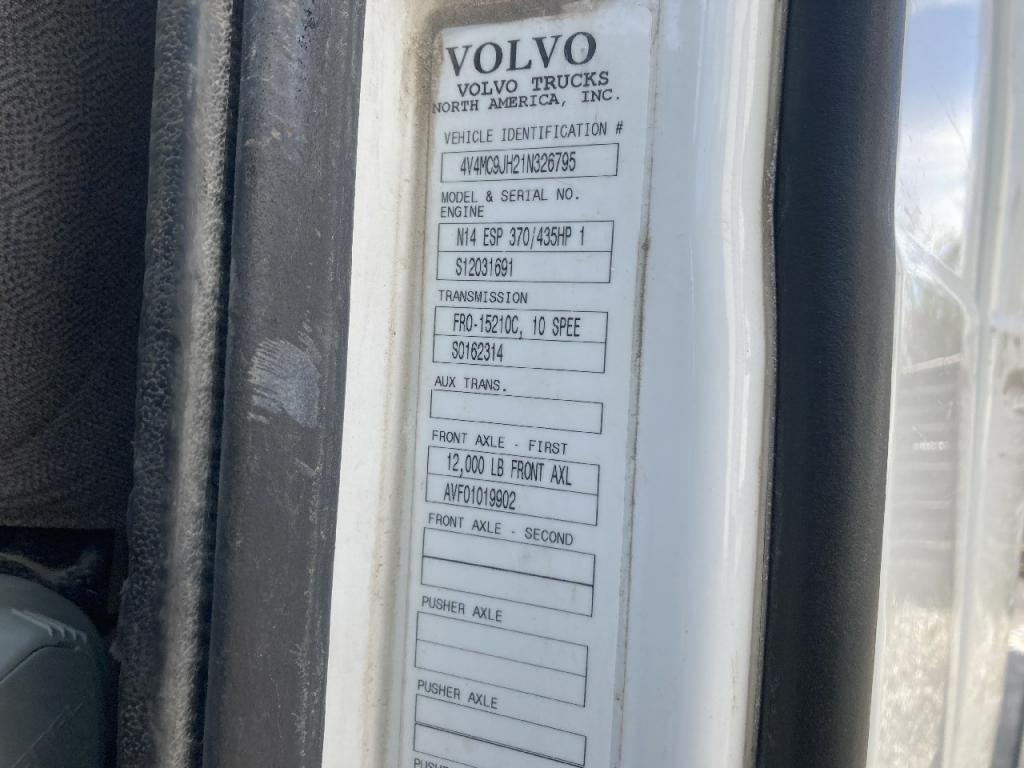 VOLVO
VOLVO TRUCKS
NORTH AMERICA, INC.
VEHICLE IDENTIFICATION #
4V4MC9JH21N326795
MODEL & SERIAL NO.
ENGINE
N14 ESP 370/435HP 1
S12031691
TRANSMISSION
FRO-15210C, 10 SPEE
S0162314
AUX TRANS.
FRONT AXLE - FIRST
12,000 LB FRONT AXL
AVF01019902
FRONT AXLE - SECOND
PUSHER AXLE
PUSHER AXLE